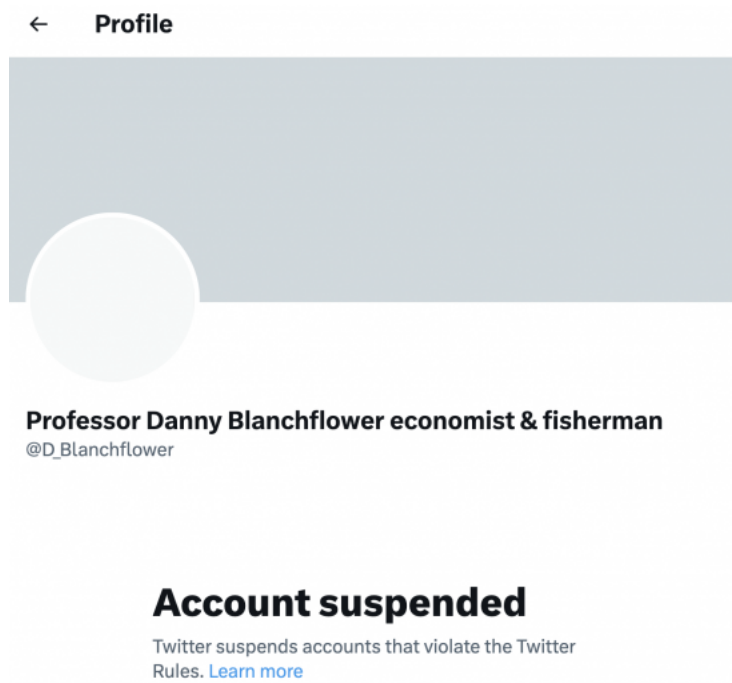 Profile
Professor Danny Blanchflower economist & fisherman
@D_Blanchflower
Account suspended
Twitter suspends accounts that violate the Twitter
Rules. Learn more